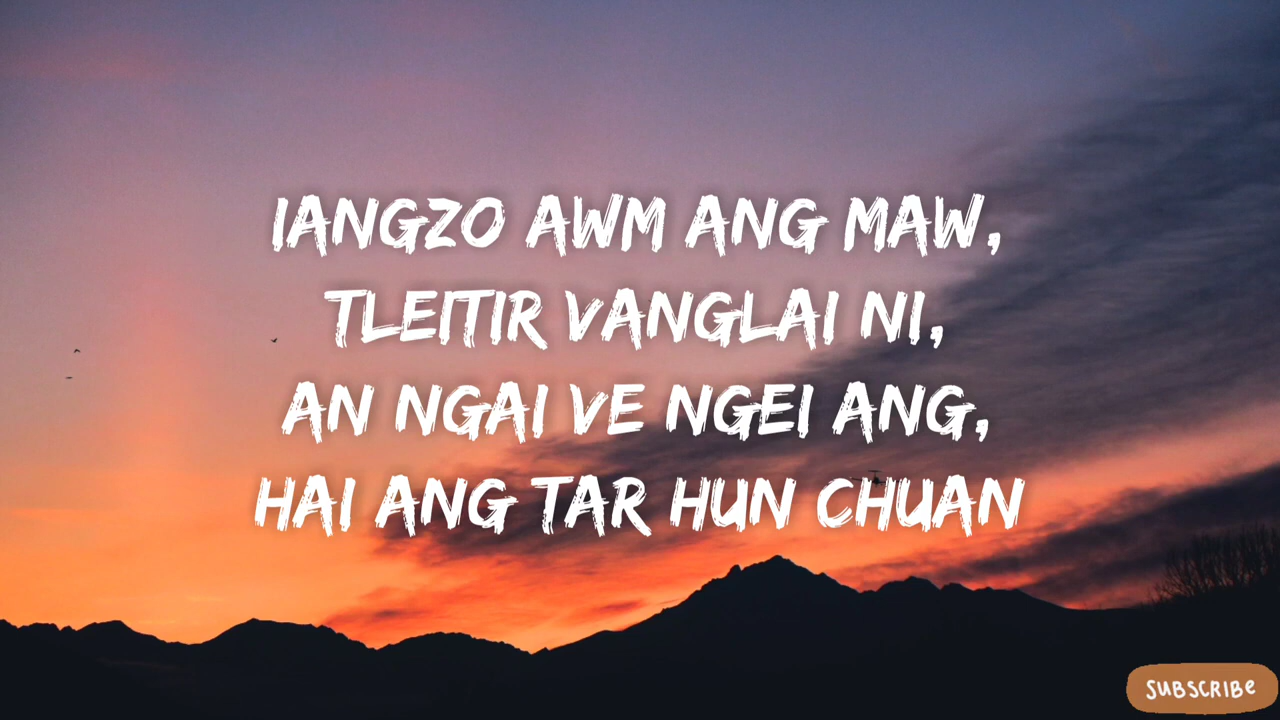 IANGZO AWM ANG MAW,
TLEITIR VANGLAI NI,
AN NGAI VE NGEI ANG,
HAI ANG TAR HUN CHUAN
SUBSCRIBE